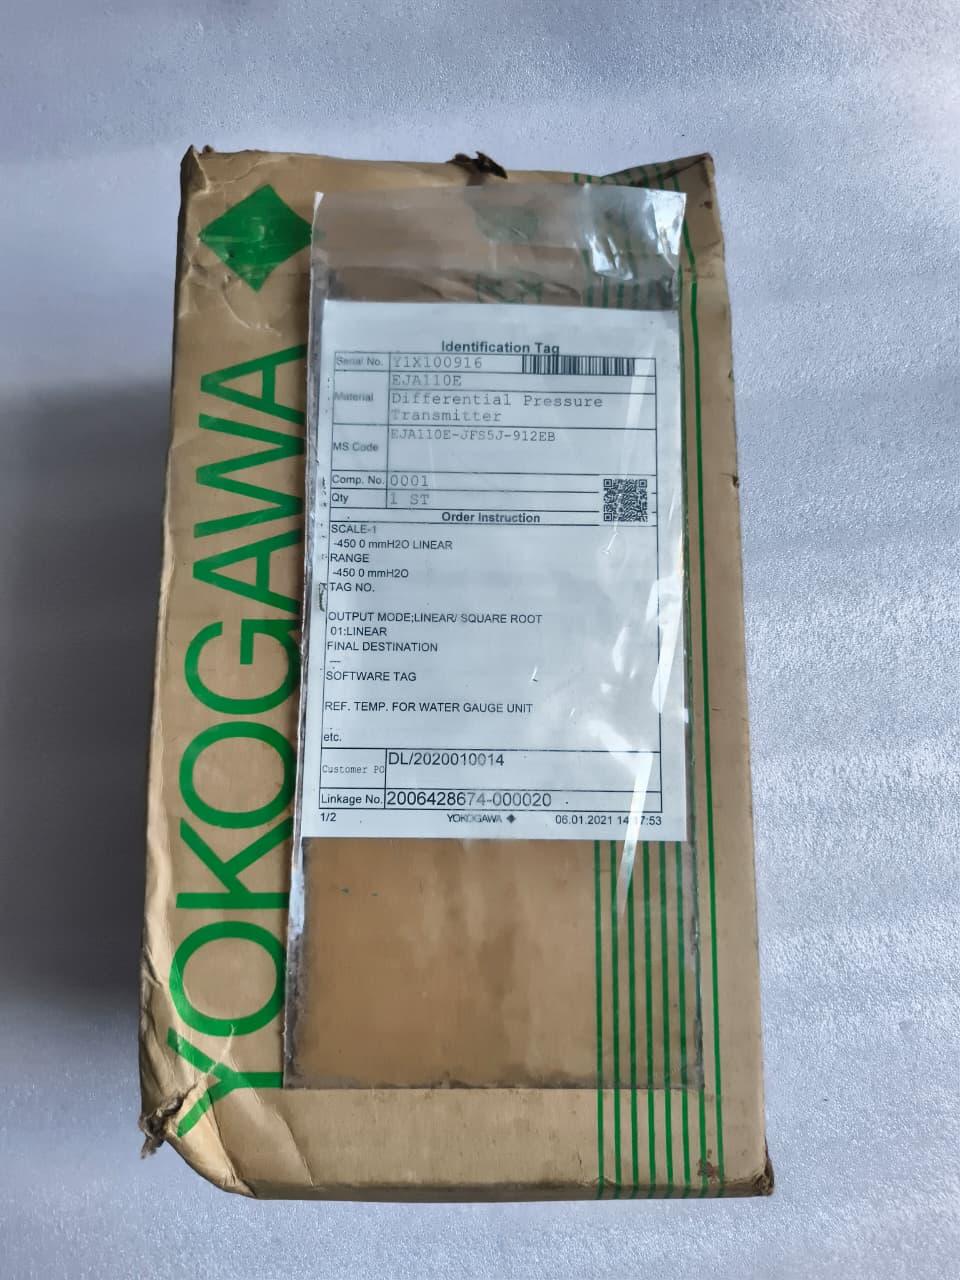 YOKOGAWA
Identification Tag
Serial No. Y1X100916
EJA110E
Material Differential Pressure
Transmitter
MS Code EJA110E-JFS5J-912EB
Comp. No. 0001
Qty 1 ST
Order Instruction
SCALE-1
-450 0 mmH2O LINEAR
RANGE
-450 0 mmH2O
TAG NO.
OUTPUT MODE;LINEAR/ SQUARE ROOT
01:LINEAR
FINAL DESTINATION
---
SOFTWARE TAG
REF. TEMP. FOR WATER GAUGE UNIT
etc.
Customer PO DL/2020010014
Linkage No. 2006428674-000020
1/2 YOKOGAWA 06.01.2021 14:17:53